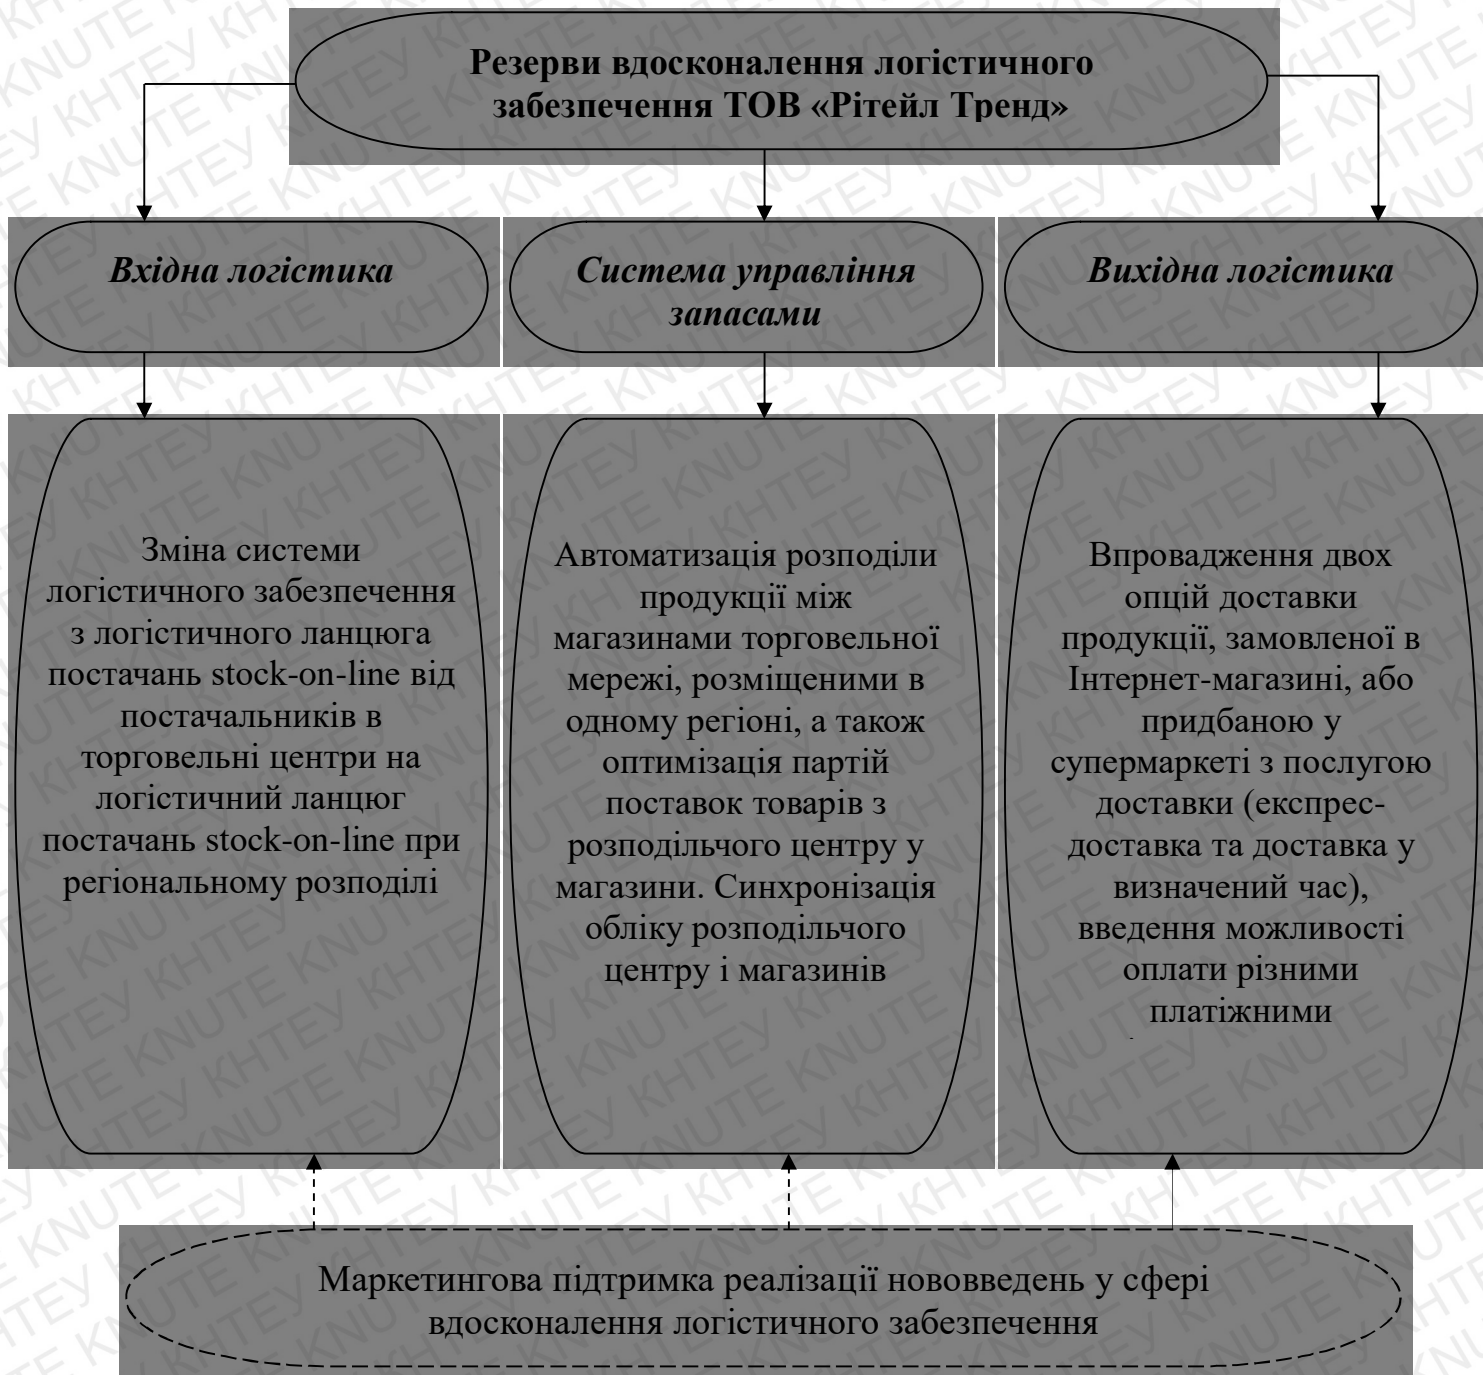 Резерви вдосконалення логістичного
забезпечення ТОВ «Рітейл Тренд»
Вхідна логістика
Система управління
запасами
Вихідна логістика
Зміна системи
логістичного забезпечення
з логістичного ланцюга
постачань stock-on-line від
постачальників в
торговельні центри на
логістичний ланцюг
постачань stock-on-line при
регіональному розподілі
Автоматизація розподіли
продукції між
магазинами торговельної
мережі, розміщеними в
одному регіоні, а також
оптимізація партій
поставок товарів з
розподільчого центру у
магазини. Синхронізація
обліку розподільчого
центру і магазинів
Впровадження двох
опцій доставки
продукції, замовленої в
Інтернет-магазині, або
придбаною у
супермаркеті з послугою
доставки (експрес-
доставка та доставка у
визначений час),
введення можливості
оплати різними
платіжними
Маркетингова підтримка реалізації нововведень у сфері
вдосконалення логістичного забезпечення